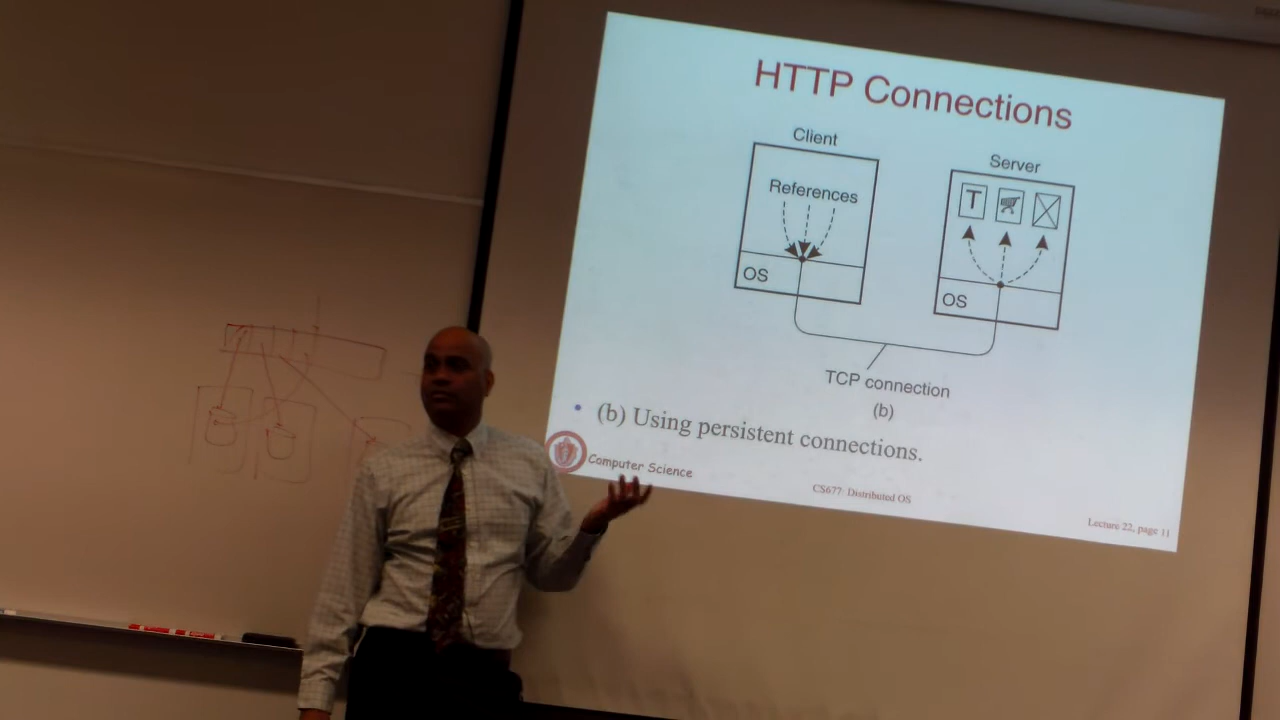 HTTP Connections
Client
Server
References
T
OS
OS
TCP connection
(b)
• (b) Using persistent connections.
Computer Science
CS677: Distributed OS
Lecture 22, page 11